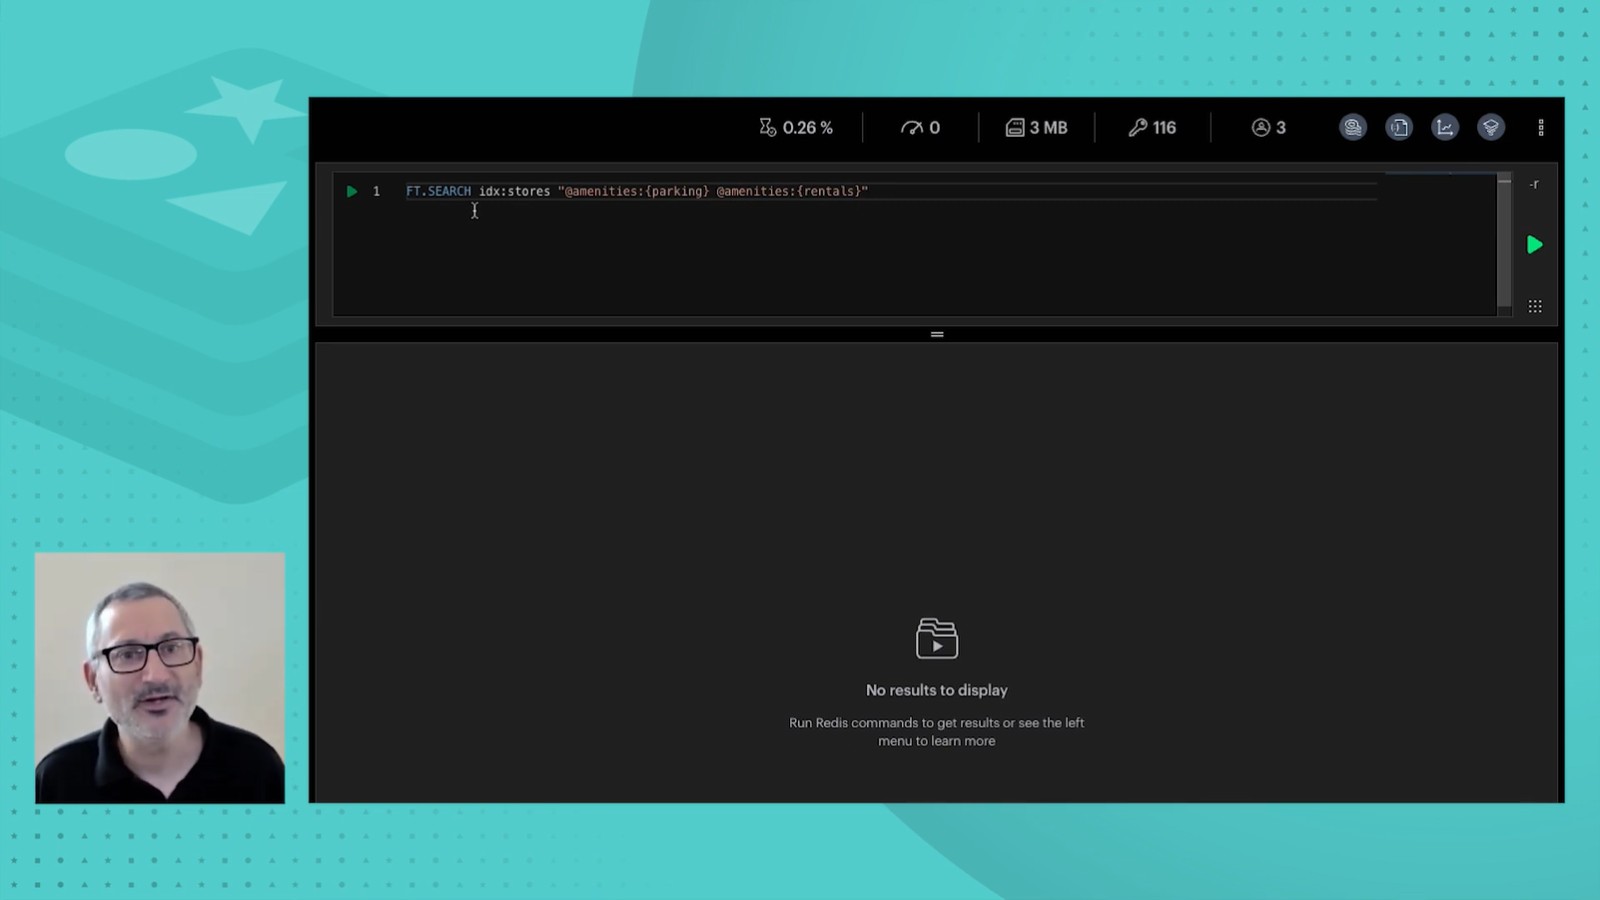 0.26 %
0
3 MB
116
3
1 FT.SEARCH idx:stores "@amenities:{parking} @amenities:{rentals}"
-r
No results to display
Run Redis commands to get results or see the left
menu to learn more